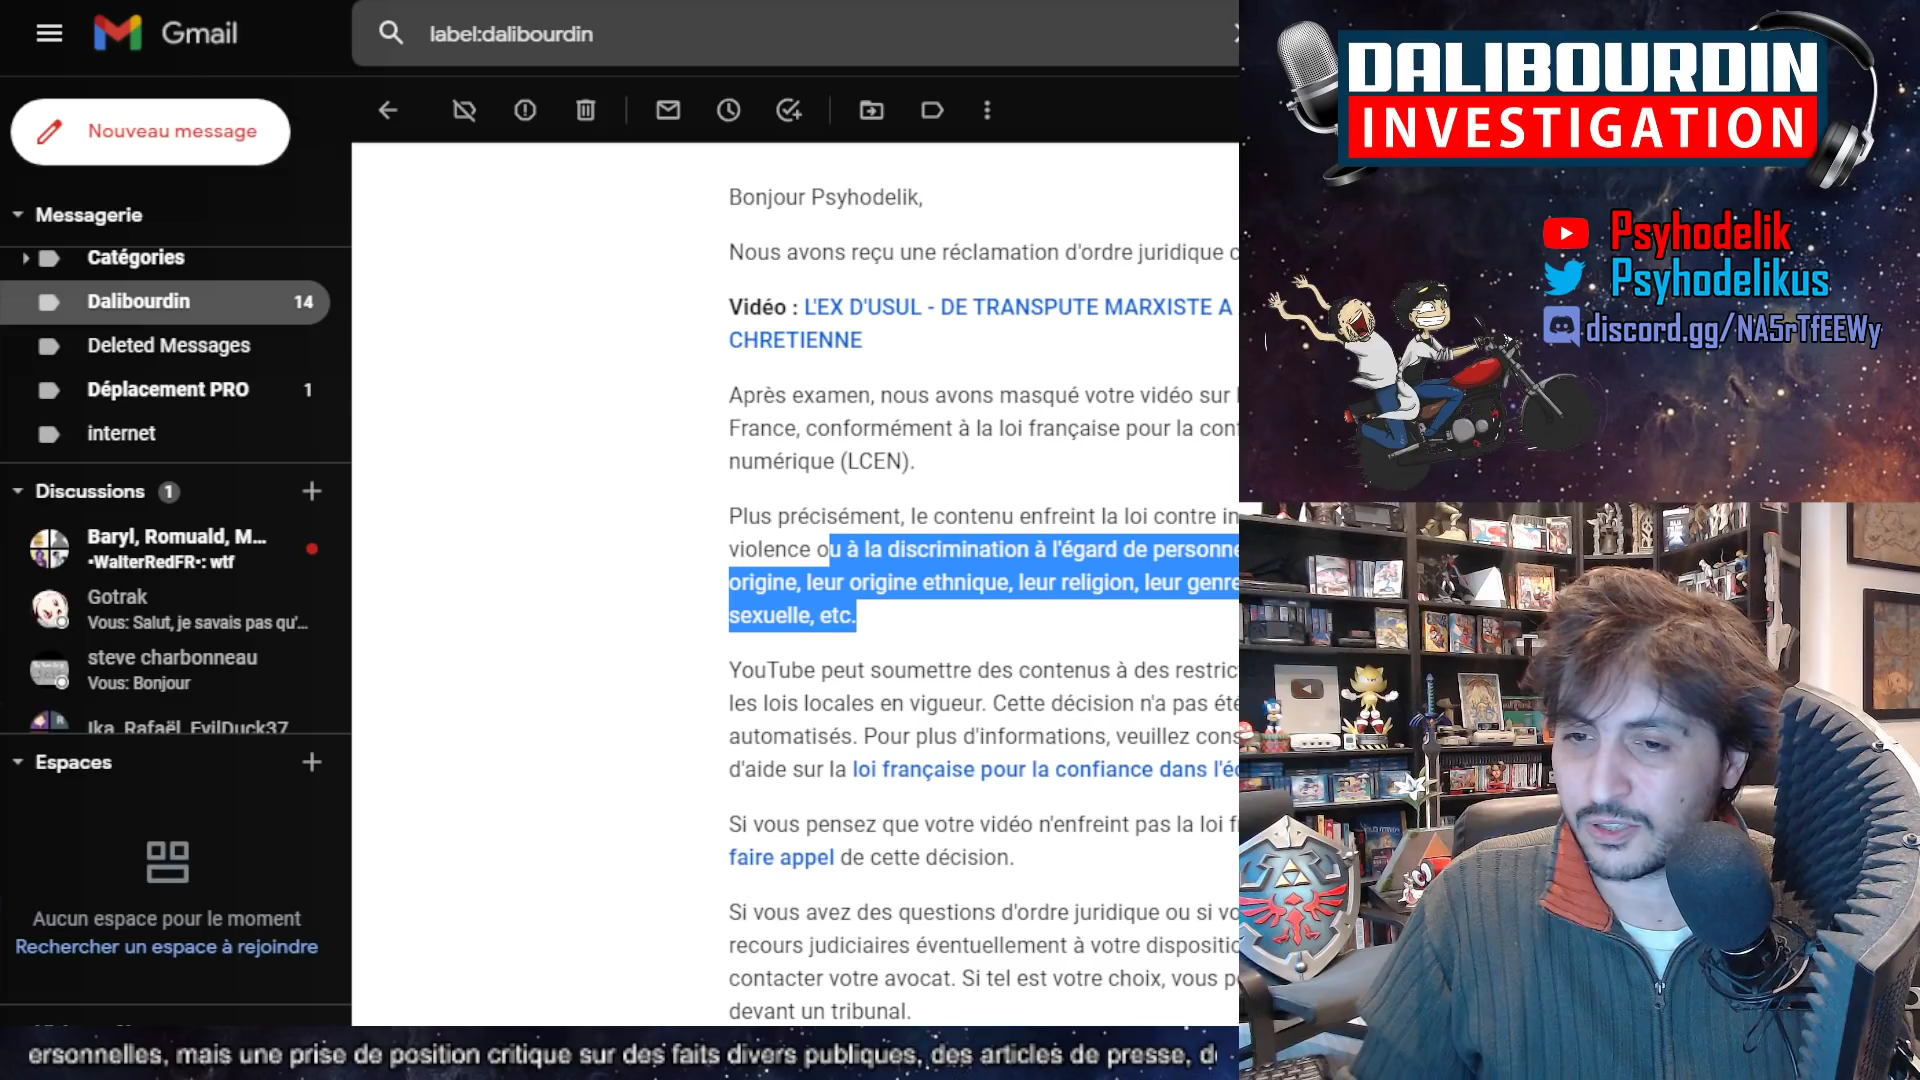 Gmail
label:dalibourdin
Nouveau message
Messagerie
Catégories
Dalibourdin 14
Deleted Messages
Déplacement PRO 1
internet
Discussions 1
Baryl, Romuald, M...
•WalterRedFR•: wtf
Gotrak
Vous: Salut, je savais pas qu'...
steve charbonneau
Vous: Bonjour
Ika, Rafaël, EvilDuck37
Espaces
Aucun espace pour le moment
Rechercher un espace à rejoindre
Bonjour Psyhodelik,
Nous avons reçu une réclamation d'ordre juridique
Vidéo : L'EX D'USUL - DE TRANSPUTE MARXISTE A
CHRETIENNE
Après examen, nous avons masqué votre vidéo sur
France, conformément à la loi française pour la
numérique (LCEN).
Plus précisément, le contenu enfreint la loi contre
violence ou à la discrimination à l'égard de
origine, leur origine ethnique, leur religion, leur genre
sexuelle, etc.
YouTube peut soumettre des contenus à des
les lois locales en vigueur. Cette décision n'a pas
automatisés. Pour plus d'informations, veuillez
d'aide sur la loi française pour la confiance dans
Si vous pensez que votre vidéo n'enfreint pas la loi
faire appel de cette décision.
Si vous avez des questions d'ordre juridique ou si
recours judiciaires éventuellement à votre
contacter votre avocat. Si tel est votre choix, vous
devant un tribunal.
DALIBOURDIN
INVESTIGATION
Psyhodelik
Psyhodelikus
discord.gg/NA5rTfEEWy
ersonnelles, mais une prise de position critique sur des faits divers publiques, des articles de presse,